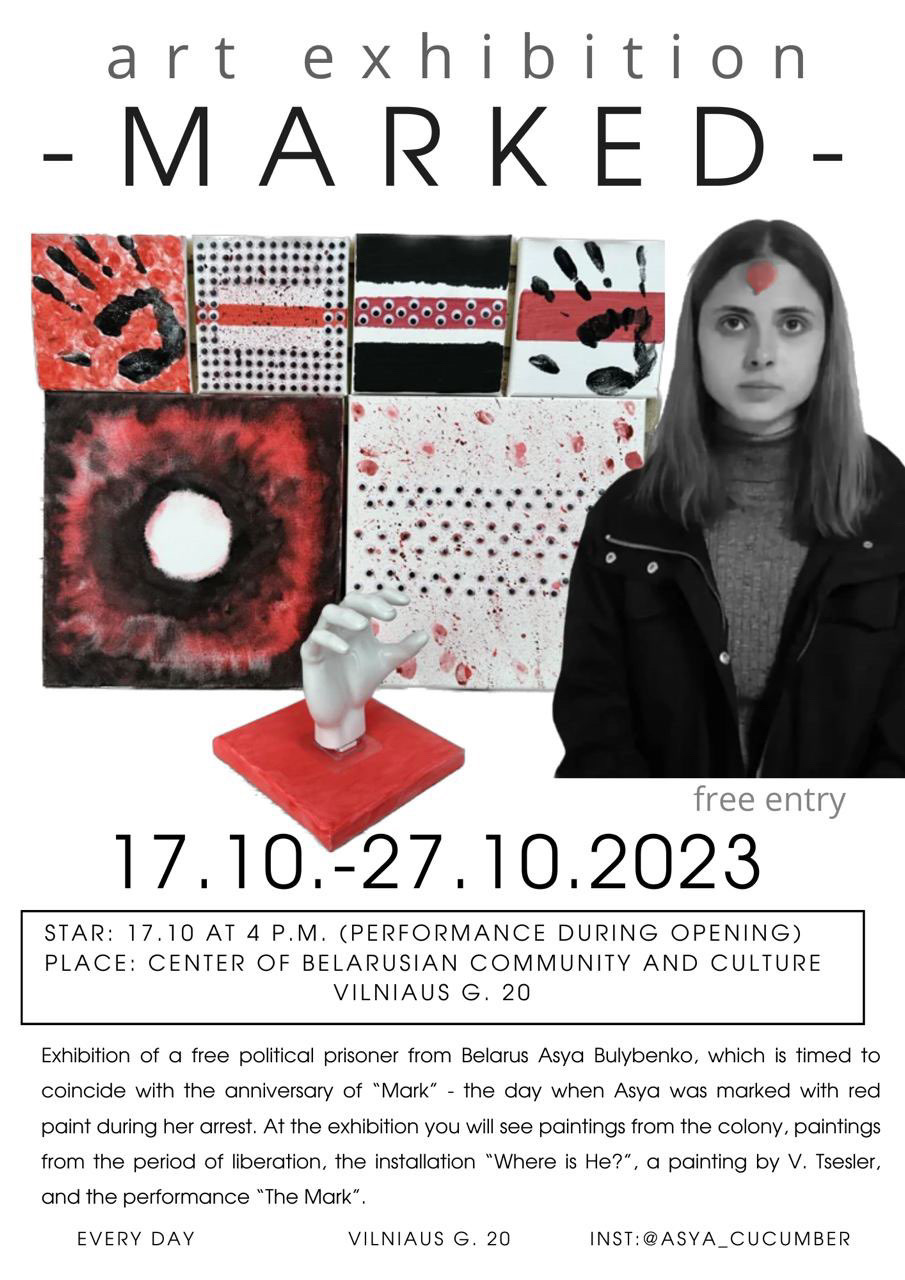 art exhibition
- MARKED -
free entry
17.10.-27.10.2023
STAR: 17.10 AT 4 P.M. (PERFORMANCE DURING OPENING)
PLACE: CENTER OF BELARUSIAN COMMUNITY AND CULTURE
VILNIAUS G. 20
Exhibition of a free political prisoner from Belarus Asya Bulybenko, which is timed to
coincide with the anniversary of “Mark” - the day when Asya was marked with red
paint during her arrest. At the exhibition you will see paintings from the colony, paintings
from the period of liberation, the installation “Where is He?”, a painting by V. Tsesler,
and the performance “The Mark”.
EVERY DAY VILNIAUS G. 20 INST:@ASYA_CUCUMBER